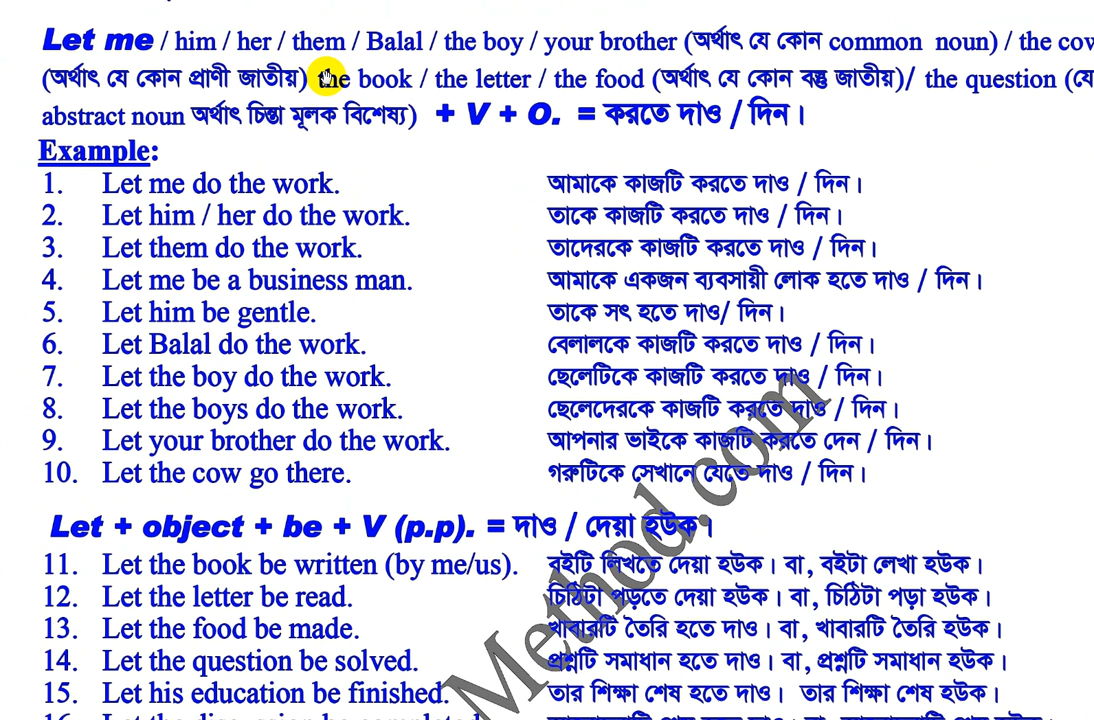 Let me / him / her / them / Balal / the boy / your brother (অর্থাৎ যে কোন common noun) / the cow
(অর্থাৎ যে কোন প্রাণী জাতীয়) the book / the letter / the food (অর্থাৎ যে কোন বস্তু জাতীয়)/ the question (যে
abstract noun অর্থাৎ চিন্তা মূলক বিশেষ্য) + V + O. = করতে দাও / দিন।
Example:
1. Let me do the work. আমাকে কাজটি করতে দাও / দিন।
2. Let him / her do the work. তাকে কাজটি করতে দাও / দিন।
3. Let them do the work. তাদেরকে কাজটি করতে দাও / দিন।
4. Let me be a business man. আমাকে একজন ব্যবসায়ী লোক হতে দাও / দিন।
5. Let him be gentle. তাকে সৎ হতে দাও/ দিন।
6. Let Balal do the work. বেলালকে কাজটি করতে দাও / দিন।
7. Let the boy do the work. ছেলেটিকে কাজটি করতে দাও / দিন।
8. Let the boys do the work. ছেলেদেরকে কাজটি করতে দাও / দিন।
9. Let your brother do the work. আপনার ভাইকে কাজটি করতে দেন / দিন।
10. Let the cow go there. গরুটিকে সেখানে যেতে দাও / দিন।
Let + object + be + V (p.p). = দাও / দেয়া হউক।
11. Let the book be written (by me/us). বইটি লিখতে দেয়া হউক। বা, বইটা লেখা হউক।
12. Let the letter be read. চিঠিটা পড়তে দেয়া হউক। বা, চিঠিটা পড়া হউক।
13. Let the food be made. খাবারটি তৈরি হতে দাও। বা, খাবারটি তৈরি হউক।
14. Let the question be solved. প্রশ্নটি সমাধান হতে দাও। বা, প্রশ্নটি সমাধান হউক।
15. Let his education be finished. তার শিক্ষা শেষ হতে দাও। তার শিক্ষা শেষ হউক।
Method.com